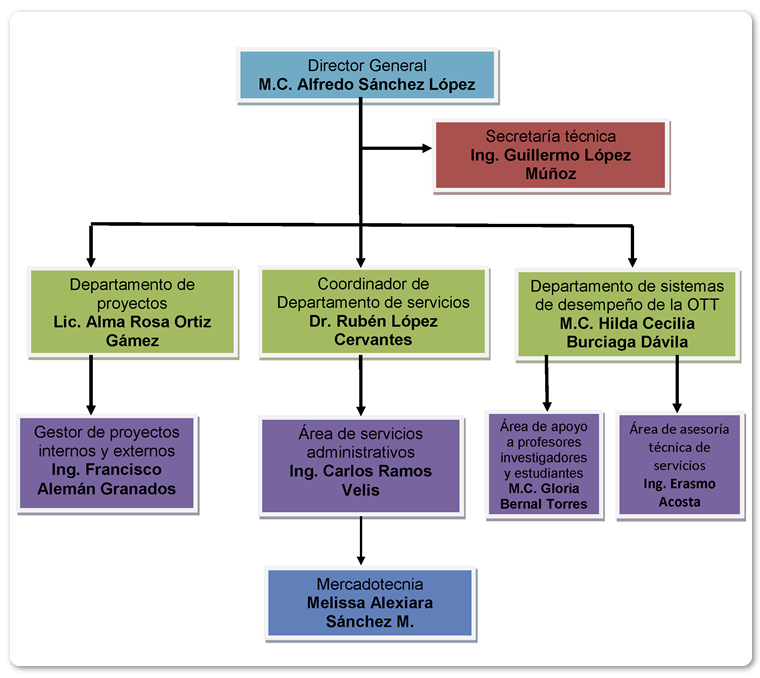 Director General
M.C. Alfredo Sánchez López
Secretaría técnica
Ing. Guillermo López
Múñoz
Departamento de
proyectos
Lic. Alma Rosa Ortiz
Gámez
Coordinador de
Departamento de servicios
Dr. Rubén López
Cervantes
Departamento de sistemas
de desempeño de la OTT
M.C. Hilda Cecilia
Burciaga Dávila
Gestor de proyectos
internos y externos
Ing. Francisco
Alemán Granados
Área de servicios
administrativos
Ing. Carlos Ramos
Velis
Área de apoyo
a profesores
investigadores
y estudiantes
M.C. Gloria
Bernal Torres
Área de asesoría
técnica de
servicios
Ing. Erasmo
Acosta
Mercadotecnia
Melissa Alexiara
Sánchez M.